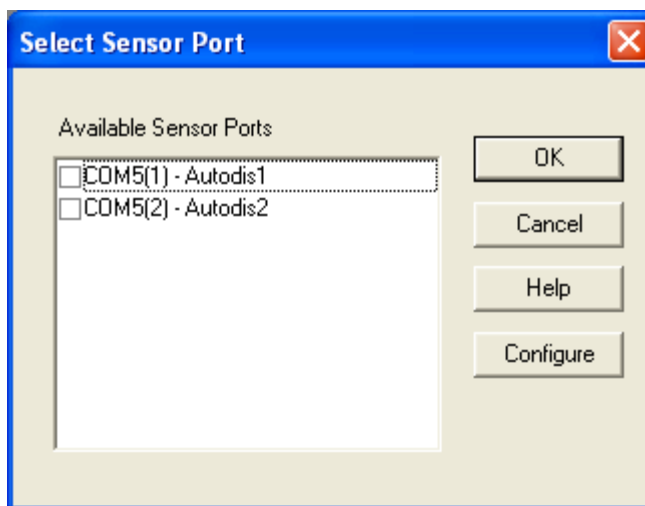 Select Sensor Port
Available Sensor Ports
COM5(1) - Autodis1
COM5(2) - Autodis2
OK
Cancel
Help
Configure